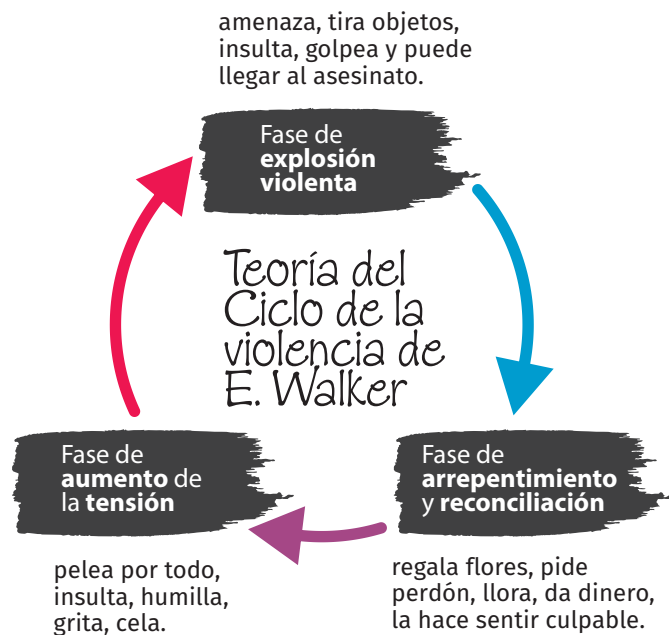 amenaza, tira objetos,
insulta, golpea y puede
llegar al asesinato.
Fase de
explosión
violenta
Teoría del
Ciclo de la
violencia de
E. Walker
Fase de
aumento de
la tensión
Fase de
arrepentimiento
y reconciliación
pelea por todo,
insulta, humilla,
grita, cela.
regala flores, pide
perdón, llora, da dinero,
la hace sentir culpable.